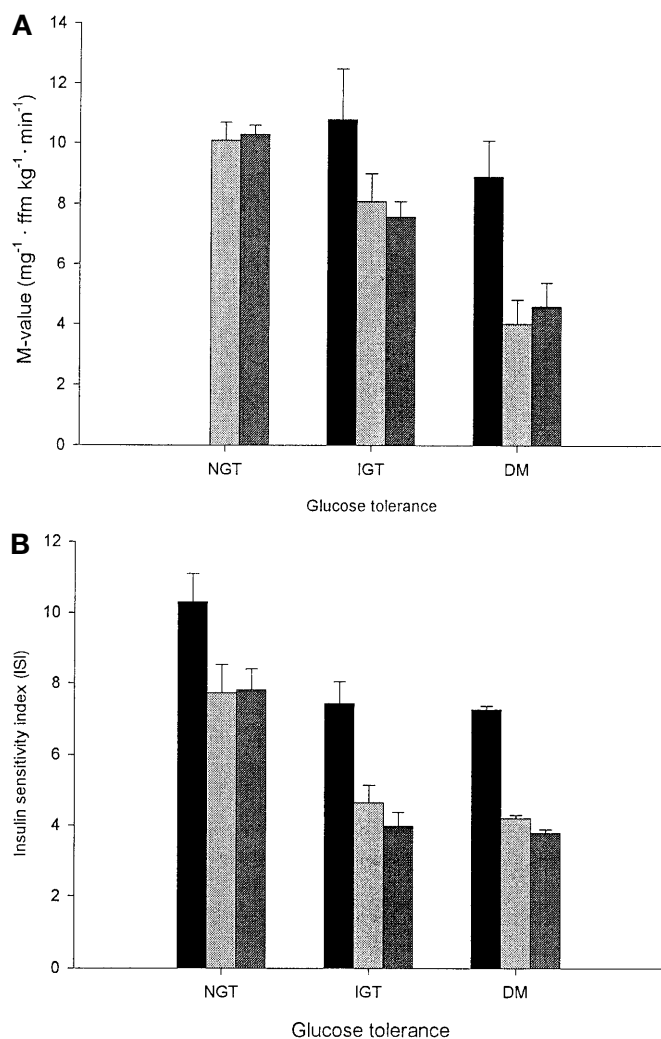 A
14
12
10
8
6
4
2
0
M-value (mg⁻¹ · ffm kg⁻¹ · min⁻¹)
NGT IGT DM
Glucose tolerance
B
12
10
8
6
4
2
0
Insulin sensitivity index (ISI)
NGT IGT DM
Glucose tolerance